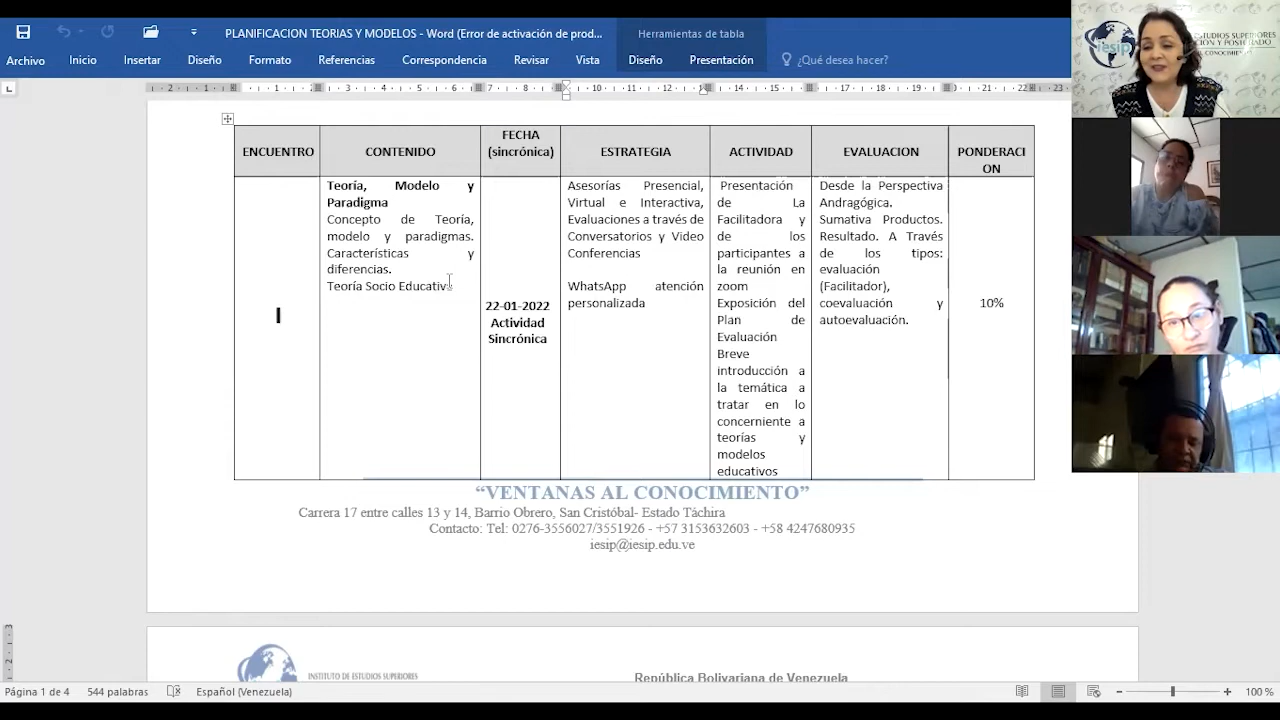 PLANIFICACION TEORIAS Y MODELOS - Word (Error de activación de prod...
Herramientas de tabla
Archivo Inicio Insertar Diseño Formato Referencias Correspondencia Revisar Vista Diseño Presentación ¿Qué desea hacer?
ENCUENTRO
CONTENIDO
FECHA
(sincrónica)
ESTRATEGIA
ACTIVIDAD
EVALUACION
PONDERACI
ON
I
Teoría, Modelo y
Paradigma
Concepto de Teoría,
modelo y paradigmas.
Características y
diferencias.
Teoría Socio Educativ
22-01-2022
Actividad
Sincrónica
Asesorías Presencial,
Virtual e Interactiva,
Evaluaciones a través de
Conversatorios y Video
Conferencias
WhatsApp atención
personalizada
Presentación
de La
Facilitadora y
de los
participantes a
la reunión en
zoom
Exposición del
Plan de
Evaluación
Breve
introducción a
la temática a
tratar en lo
concerniente a
teorías y
modelos
educativos
Desde la Perspectiva
Andragógica.
Sumativa Productos.
Resultado. A Través
de los tipos:
evaluación
(Facilitador),
coevaluación y
autoevaluación.
10%
“VENTANAS AL CONOCIMIENTO”
Carrera 17 entre calles 13 y 14, Barrio Obrero, San Cristóbal- Estado Táchira
Contacto: Tel: 0276-3556027/3551926 - +57 3153632603 - +58 4247680935
iesip@iesip.edu.ve
INSTITUTO DE ESTUDIOS SUPERIORES
República Bolivariana de Venezuela
Página 1 de 4 544 palabras Español (Venezuela) 100 %
iesip
ESTUDIOS SUPERIORES